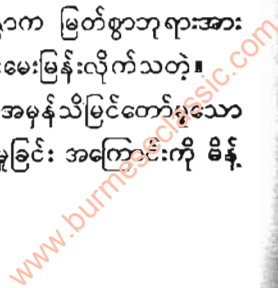 ာက မြတ်စွာဘုရားအား
းမေးမြန်းလိုက်သတဲ့။
အမှန်သိမြင်တော်မူသော
မှုခြင်း အကြောင်းကို မိန့်
www.burmeseclassic.com